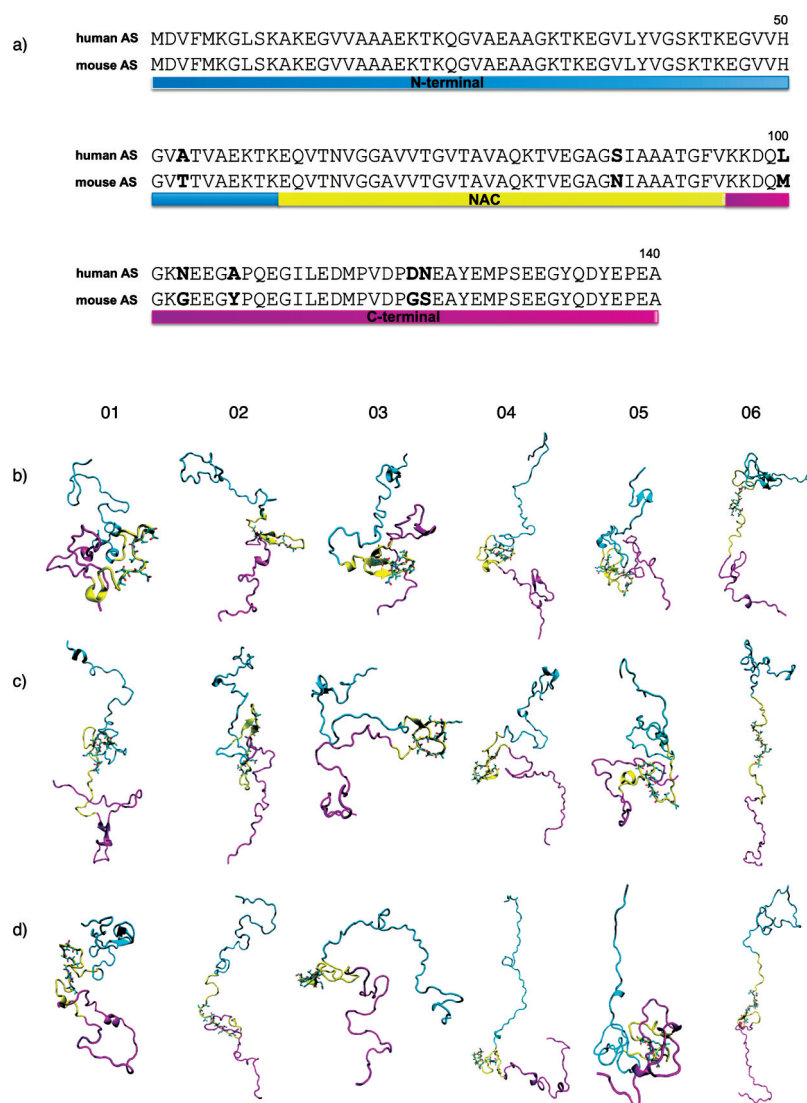 50
a)
human AS MDVFMKGLSKAKEGVVAAAEKTKQGVAEAAGKTKEGVLYVGSKTKEGVVH
mouse AS MDVFMKGLSKAKEGVVAAAEKTKQGVAEAAGKTKEGVLYVGSKTKEGVVH
N-terminal
100
human AS GVATVAEKTKEQVTNVGGAVVTGVTAVAQKTVEGAGSIAAATGFVKKDQL
mouse AS GVTTVAEKTKEQVTNVGGAVVTGVTAVAQKTVEGAGNIAAATGFVKKDQM
NAC
140
human AS GKNEEGAPQEGILEDMPVDPDNEAYEMPSEEGYQDYEPEA
mouse AS GKGEEGYPQEGILEDMPVDPGSEAYEMPSEEGYQDYEPEA
C-terminal
01 02 03 04 05 06
b)
c)
d)